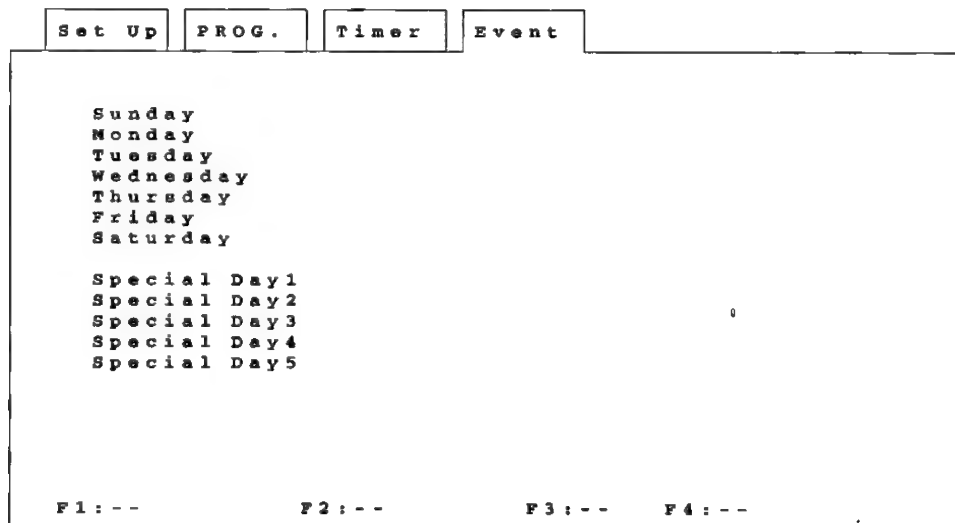 Set Up PROG. Timer Event
Sunday
Monday
Tuesday
Wednesday
Thursday
Friday
Saturday
Special Day1
Special Day2
Special Day3
Special Day4
Special Day5
F1:-- F2:-- F3:-- F4:--